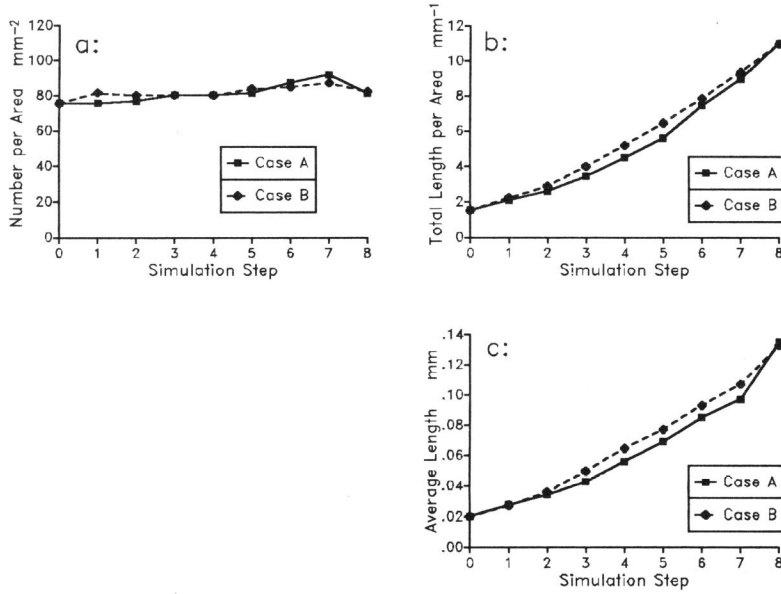 a:
Number per Area mm⁻²
120
100
80
60
40
20
0
Case A
Case B
0 1 2 3 4 5 6 7 8
Simulation Step
b:
Total Length per Area mm⁻¹
12
10
8
6
4
2
0
Case A
Case B
0 1 2 3 4 5 6 7 8
Simulation Step
c:
Average Length mm
.14
.12
.10
.08
.06
.04
.02
.00
Case A
Case B
0 1 2 3 4 5 6 7 8
Simulation Step